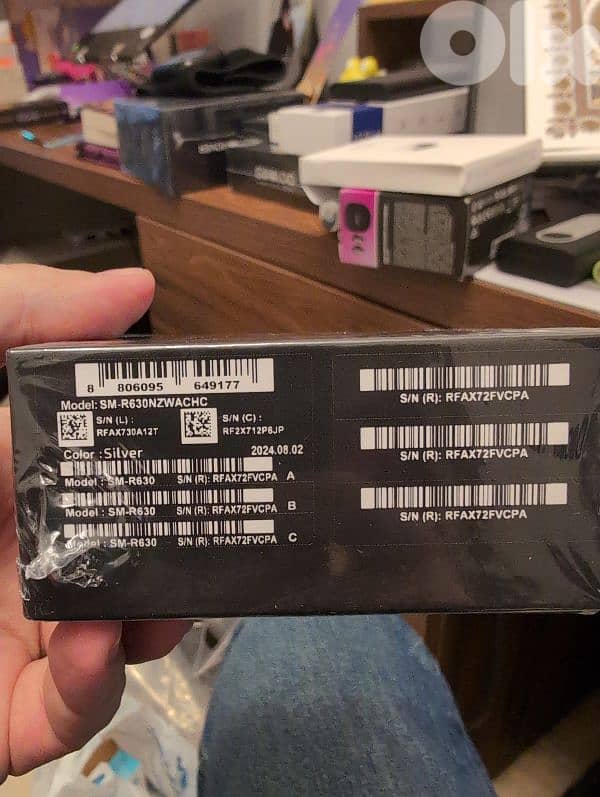 8 806095 649177
Model: SM-R630NZWACHC
S/N (L) :
RFAX730A12T
S/N (C) :
RF2X712P6JP
Color : Silver
2024.08.02
Model : SM-R630 S/N (R): RFAX72FVCPA A
Model : SM-R630 S/N (R): RFAX72FVCPA B
Model : SM-R630 S/N (R): RFAX72FVCPA C
S/N (R): RFAX72FVCPA
S/N (R): RFAX72FVCPA
S/N (R): RFAX72FVCPA